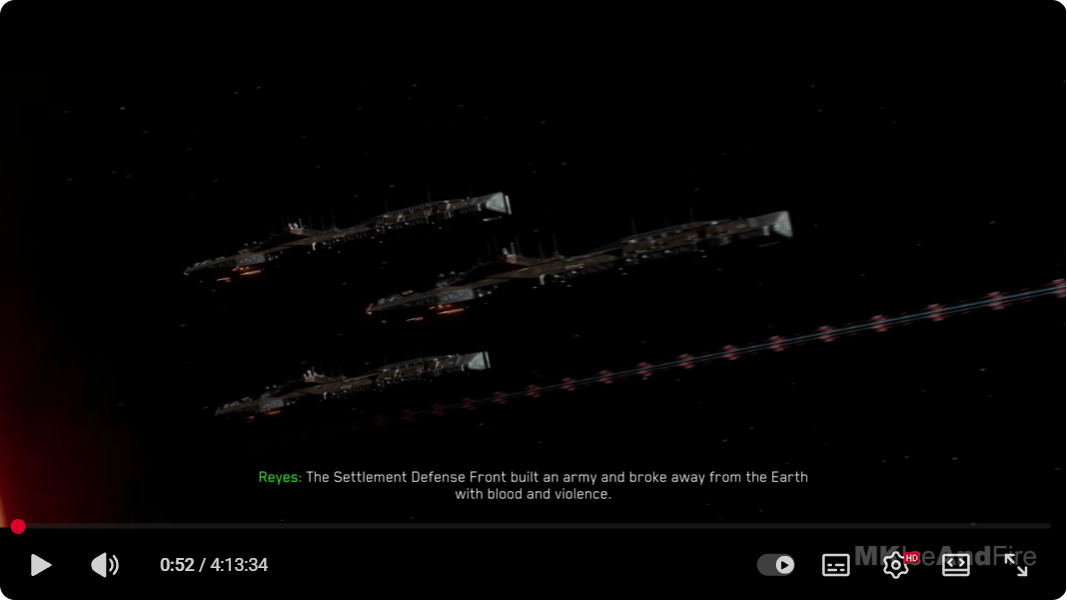 Reyes: The Settlement Defense Front built an army and broke away from the Earth
with blood and violence.
MKIceAndFire
0:52 / 4:13:34
HD